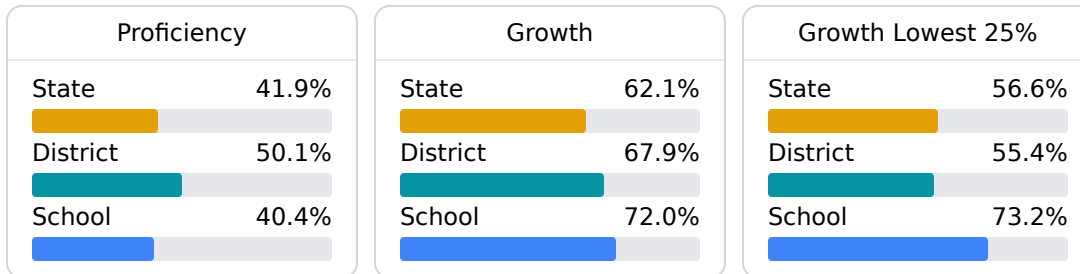 Proficiency
State 41.9%
District 50.1%
School 40.4%
Growth
State 62.1%
District 67.9%
School 72.0%
Growth Lowest 25%
State 56.6%
District 55.4%
School 73.2%